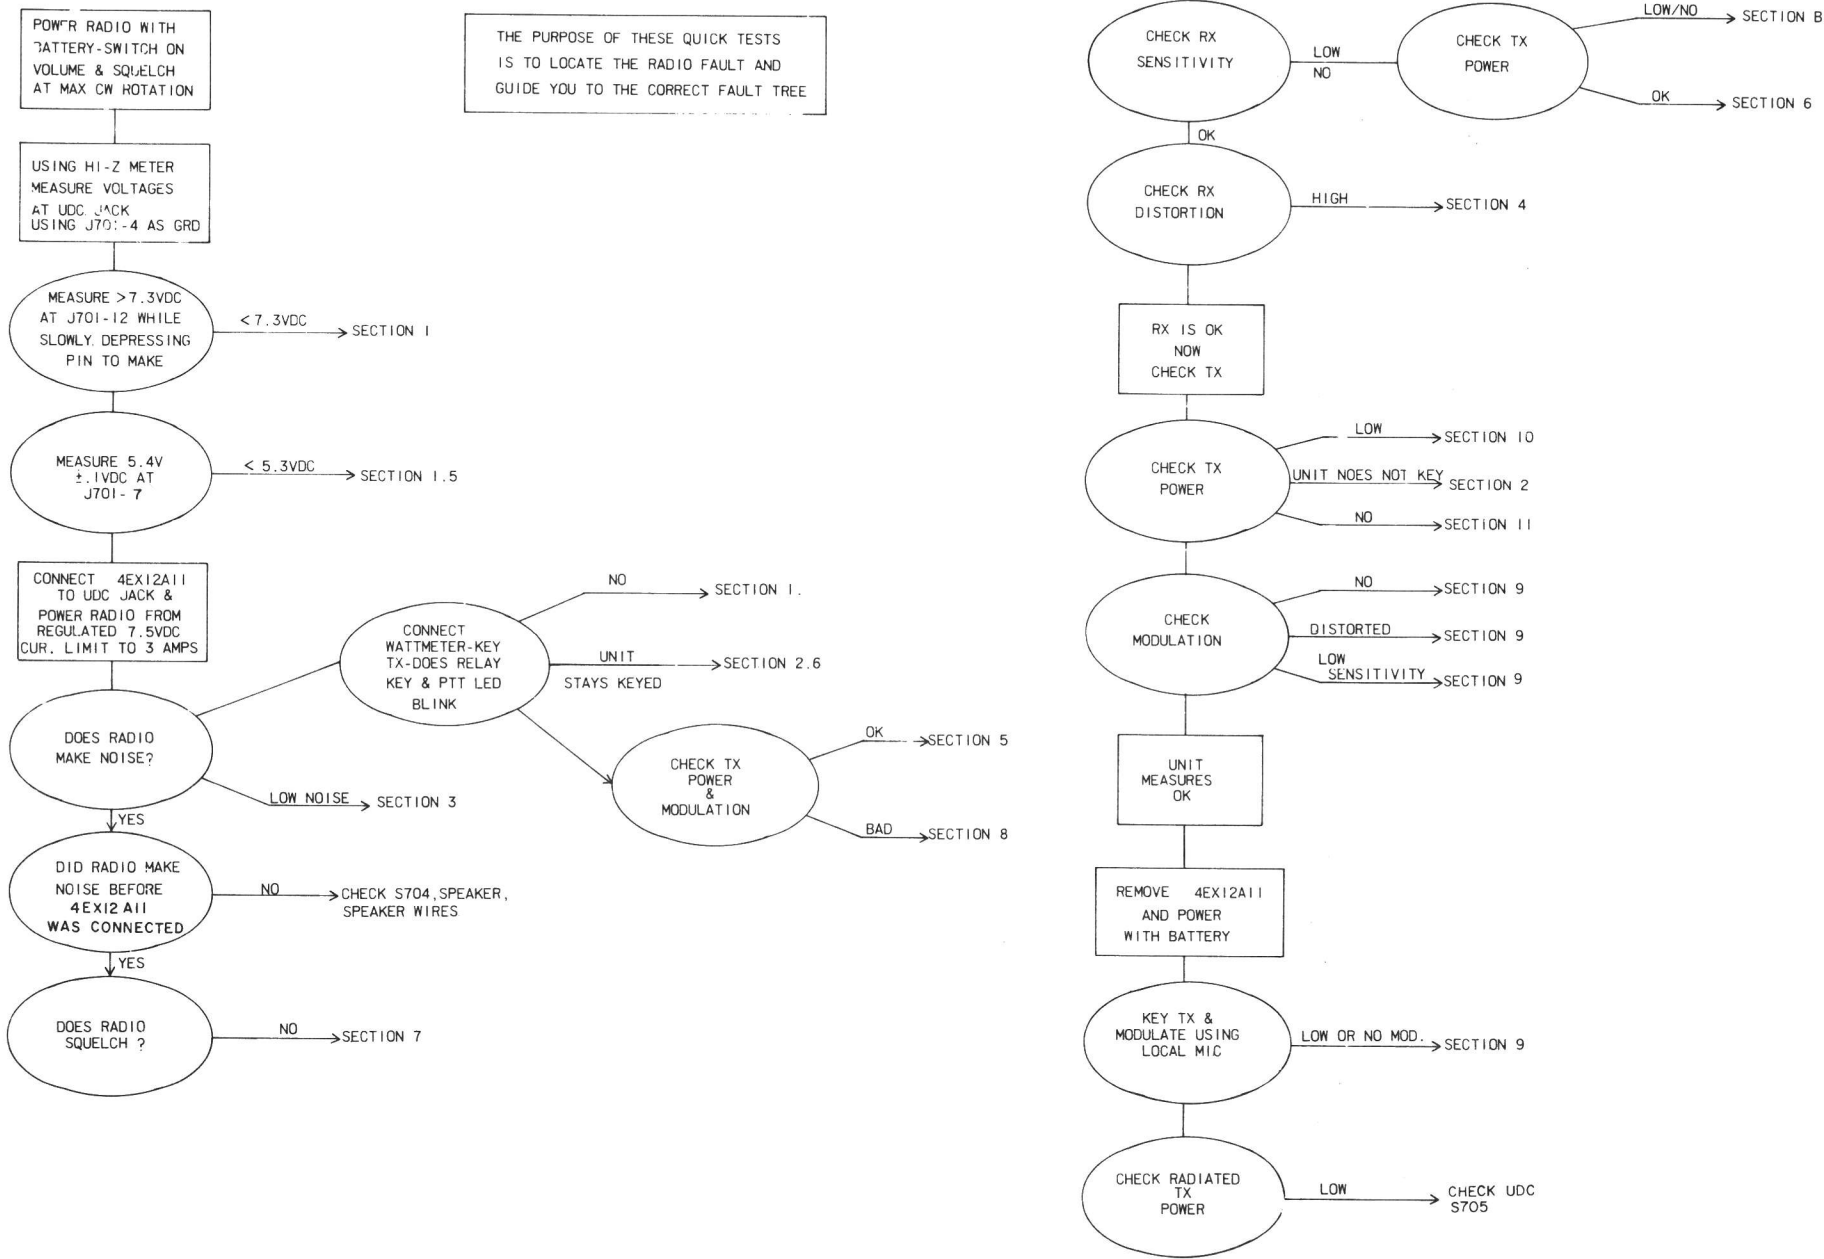 POWER RADIO WITH
BATTERY-SWITCH ON
VOLUME & SQUELCH
AT MAX CW ROTATION
THE PURPOSE OF THESE QUICK TESTS
IS TO LOCATE THE RADIO FAULT AND
GUIDE YOU TO THE CORRECT FAULT TREE
USING HI-Z METER
MEASURE VOLTAGES
AT UDC JACK
USING J701-4 AS GRD
MEASURE >7.3VDC
AT J701-12 WHILE
SLOWLY DEPRESSING
PIN TO MAKE
<7.3VDC
SECTION 1
MEASURE 5.4V
±.1VDC AT
J701-7
< 5.3VDC
SECTION 1.5
CONNECT 4EX12A11
TO UDC JACK &
POWER RADIO FROM
REGULATED 7.5VDC
CUR. LIMIT TO 3 AMPS
DOES RADIO
MAKE NOISE?
CONNECT
WATTMETER-KEY
TX-DOES RELAY
KEY & PTT LED
BLINK
NO
SECTION 1.
UNIT
STAYS KEYED
SECTION 2.6
CHECK TX
POWER
&
MODULATION
OK
SECTION 5
BAD
SECTION 8
LOW NOISE
SECTION 3
YES
DID RADIO MAKE
NOISE BEFORE
4EX12A11
WAS CONNECTED
NO
CHECK S704, SPEAKER,
SPEAKER WIRES
YES
DOES RADIO
SQUELCH ?
NO
SECTION 7
CHECK RX
SENSITIVITY
LOW
NO
CHECK TX
POWER
LOW/NO
SECTION B
OK
SECTION 6
OK
CHECK RX
DISTORTION
HIGH
SECTION 4
RX IS OK
NOW
CHECK TX
CHECK TX
POWER
LOW
SECTION 10
UNIT NOES NOT KEY
SECTION 2
NO
SECTION 11
CHECK
MODULATION
NO
SECTION 9
DISTORTED
SECTION 9
LOW
SENSITIVITY
SECTION 9
UNIT
MEASURES
OK
REMOVE 4EX12A11
AND POWER
WITH BATTERY
KEY TX &
MODULATE USING
LOCAL MIC
LOW OR NO MOD.
SECTION 9
CHECK RADIATED
TX
POWER
LOW
CHECK UDC
S705